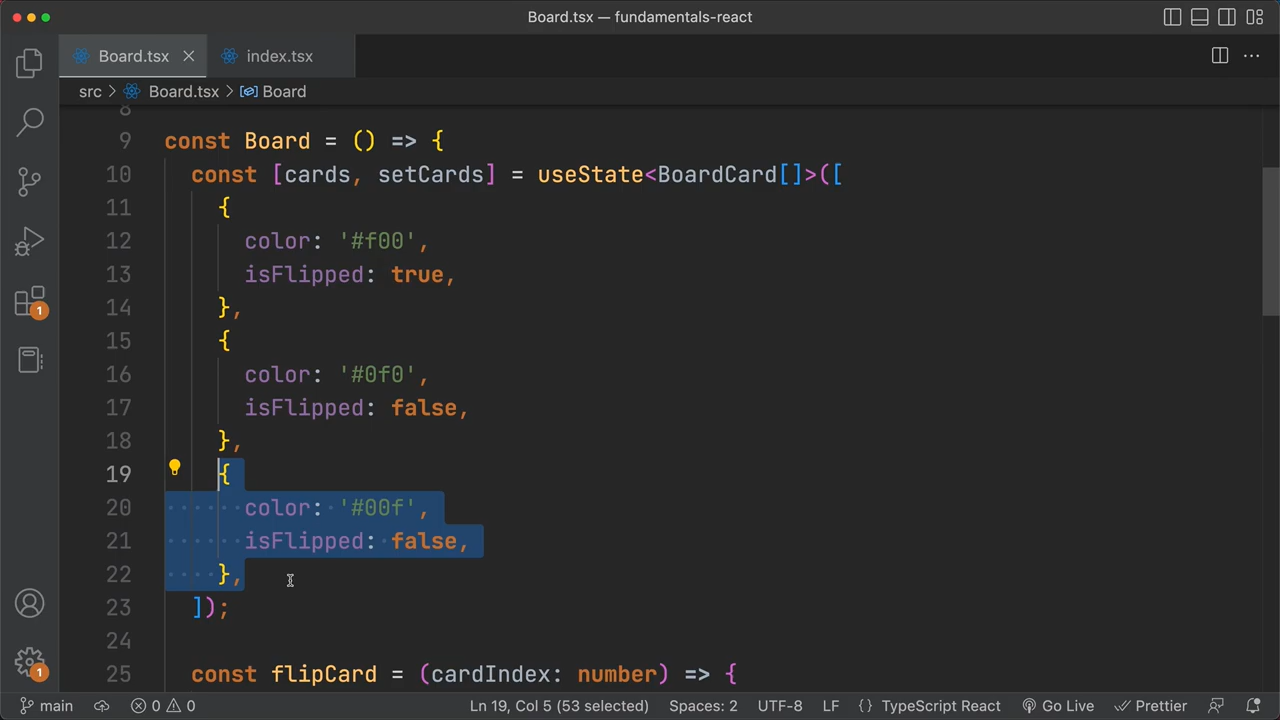 Board.tsx — fundamentals-react
Board.tsx
index.tsx
src > Board.tsx > Board
8
9 const Board = () => {
10 const [cards, setCards] = useState<BoardCard[]>([
11 {
12 color: '#f00',
13 isFlipped: true,
14 },
15 {
16 color: '#0f0',
17 isFlipped: false,
18 },
19 {
20 color: '#00f',
21 isFlipped: false,
22 },
23 ]);
24
25 const flipCard = (cardIndex: number) => {
1
1
main 0 0 Ln 19, Col 5 (53 selected) Spaces: 2 UTF-8 LF {} TypeScript React Go Live Prettier